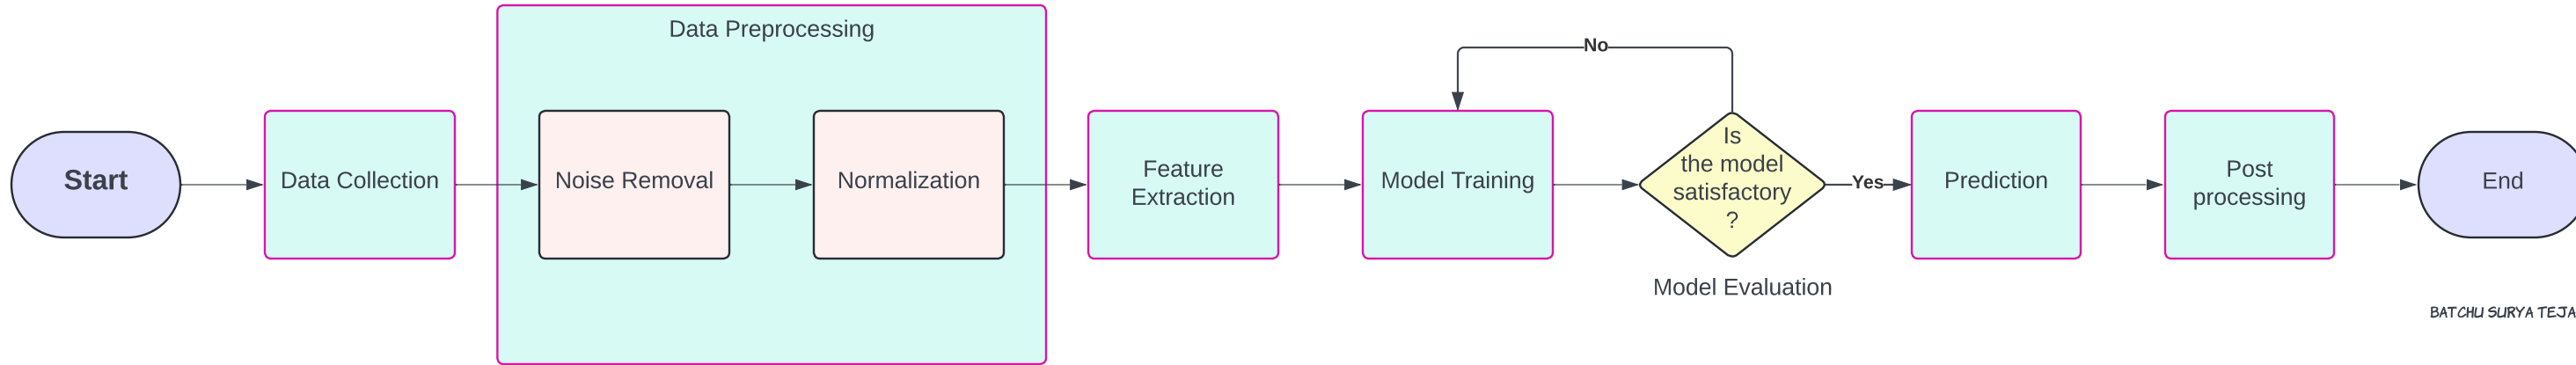 Data Preprocessing
Start
Data Collection
Noise Removal
Normalization
Feature
Extraction
Model Training
No
Is
the model
satisfactory
?
Model Evaluation
Yes
Prediction
Post
processing
End
BATCHU SURYA TEJA